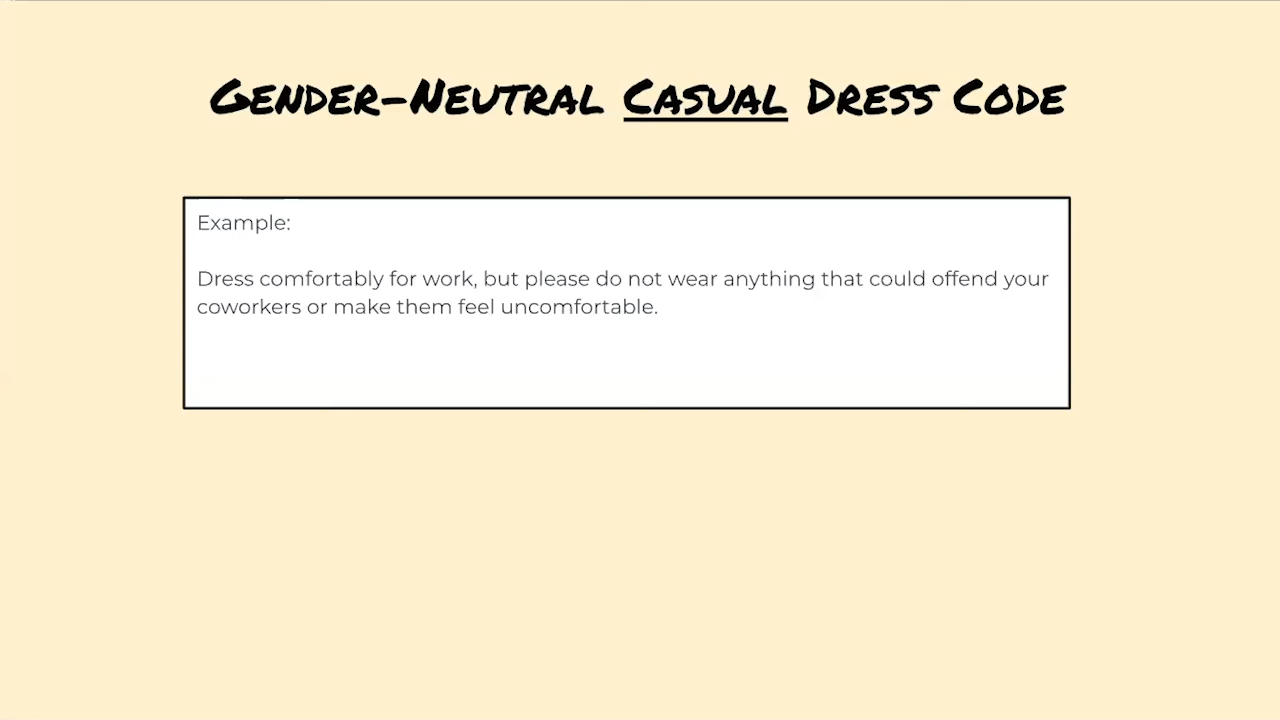 Gender-Neutral Casual Dress Code
Example:
Dress comfortably for work, but please do not wear anything that could offend your
coworkers or make them feel uncomfortable.